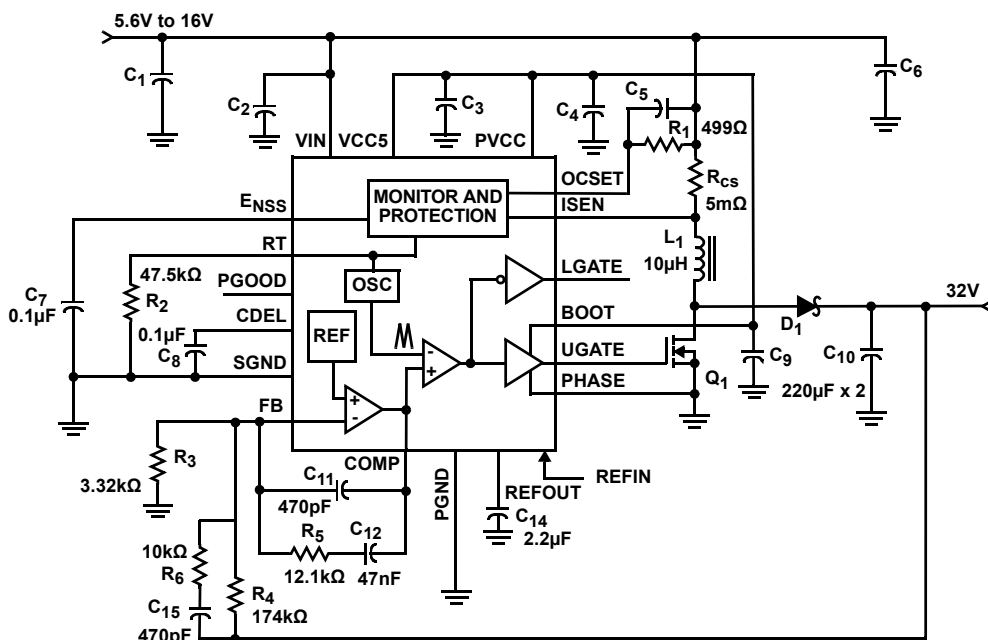 5.6V to 16V
C1
C2
C3
C4
C5
C6
R1
499Ω
VIN
VCC5
PVCC
OCSET
RCS
5mΩ
MONITOR AND
PROTECTION
ISEN
ENSS
RT
L1
10µH
47.5kΩ
R2
PGOOD
OSC
LGATE
C7
0.1µF
CDEL
0.1µF
C8
REF
BOOT
32V
D1
UGATE
C9
C10
SGND
PHASE
Q1
220µF x 2
FB
- +
+ -
R3
3.32kΩ
COMP
C11
470pF
PGND
REFIN
REFOUT
C14
2.2µF
R5
12.1kΩ
C12
47nF
10kΩ
R6
R4
174kΩ
C15
470pF